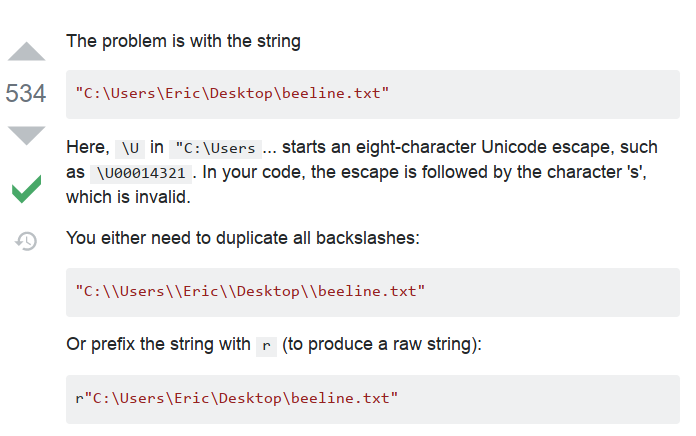 The problem is with the string
534
"C:\Users\Eric\Desktop\beeline.txt"
Here, \U in "C:\Users ... starts an eight-character Unicode escape, such
as \U00014321 . In your code, the escape is followed by the character 's',
which is invalid.
You either need to duplicate all backslashes:
"C:\\Users\\Eric\\Desktop\\beeline.txt"
Or prefix the string with r (to produce a raw string):
r"C:\Users\Eric\Desktop\beeline.txt"